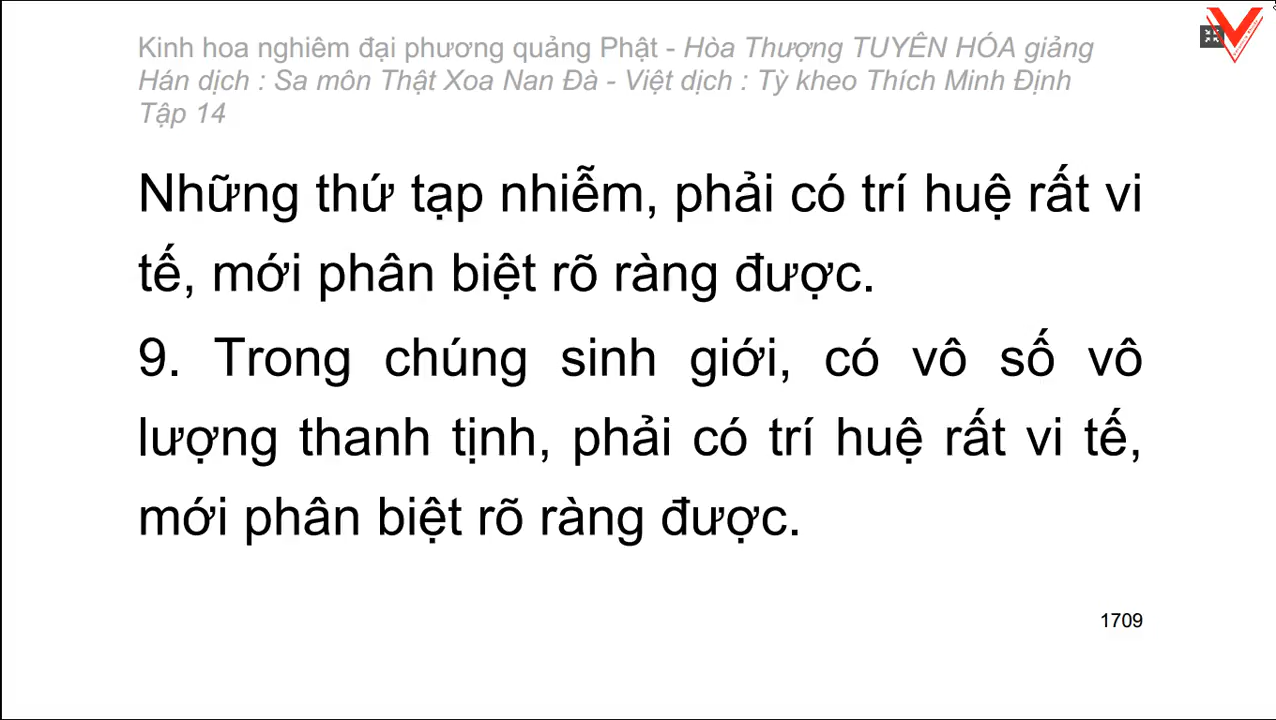 Kinh hoa nghiêm đại phương quảng Phật - Hòa Thượng TUYÊN HÓA giảng
Hán dịch : Sa môn Thật Xoa Nan Đà - Việt dịch : Tỳ kheo Thích Minh Định
Tập 14
Những thứ tạp nhiễm, phải có trí huệ rất vi
tế, mới phân biệt rõ ràng được.
9. Trong chúng sinh giới, có vô số vô
lượng thanh tịnh, phải có trí huệ rất vi tế,
mới phân biệt rõ ràng được.
1709